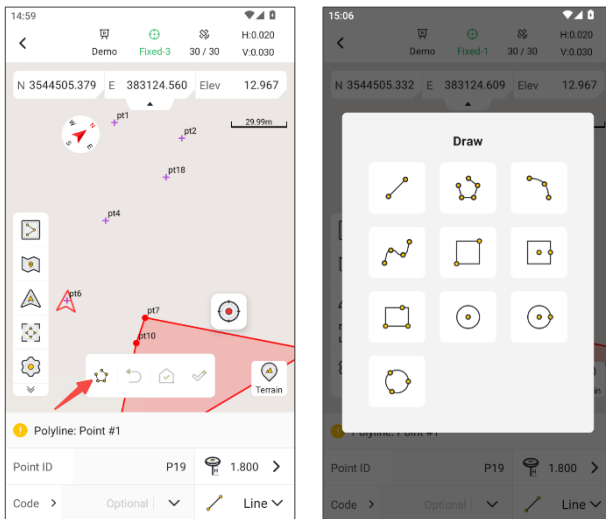 14:59
Demo
Fixed-3
30 / 30
H:0.020
V:0.030
N 3544505.379 E 383124.560 Elev 12.967
pt1
29.99m
N
W
E
S
pt2
pt18
pt4
pt6
pt7
pt10
Terrain
Polyline: Point #1
Point ID P19 1.800
Code Optional Line
15:06
Demo
Fixed-1
30 / 30
H:0.020
V:0.030
N 3544505.332 E 383124.609 Elev 12.967
Draw
Polyline: Point #1
Point ID P19 1.800
Code Optional Line